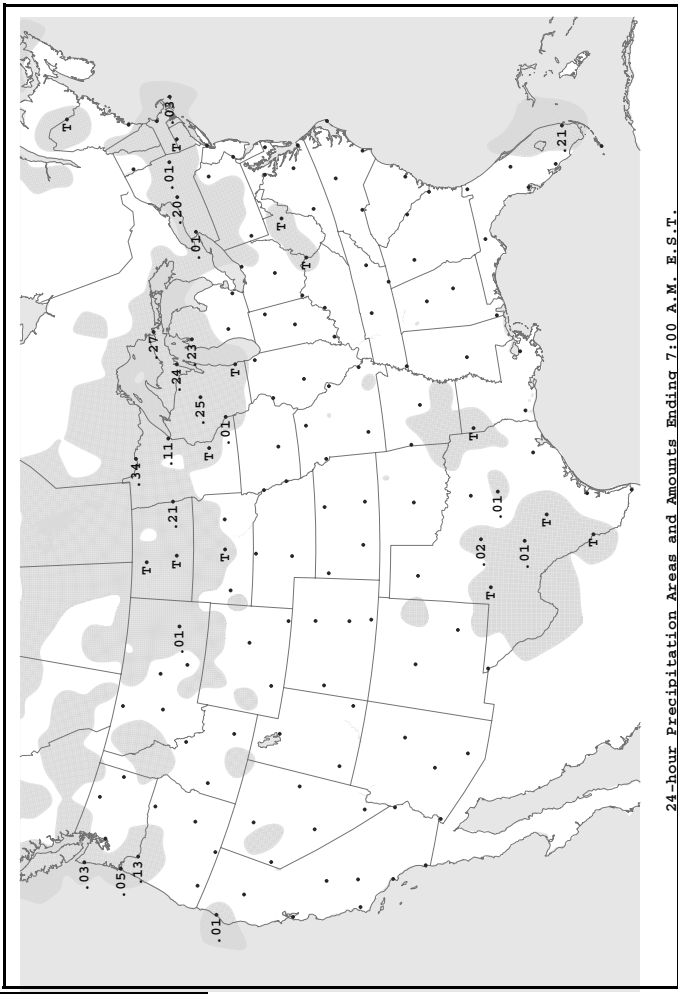 T
.03
.05
.34
.13
T
.27
.11
.01
.03
.21
T
T
.24
.20
.01
.23
.01
.25
T
.01
T
.01
T
T
T
T
.02
T
.01
.01
T
.21
T
24-hour Precipitation Areas and Amounts Ending 7:00 A.M. E.S.T.